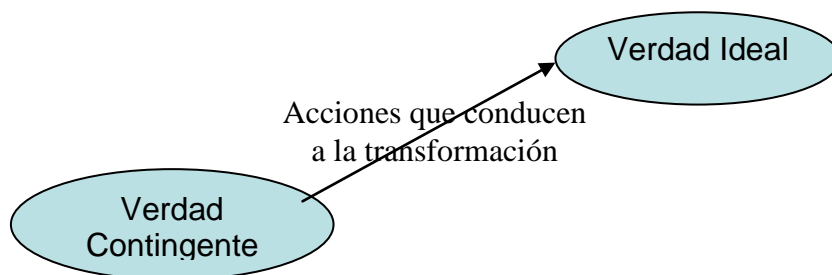 Verdad Ideal
Acciones que conducen
a la transformación
Verdad
Contingente